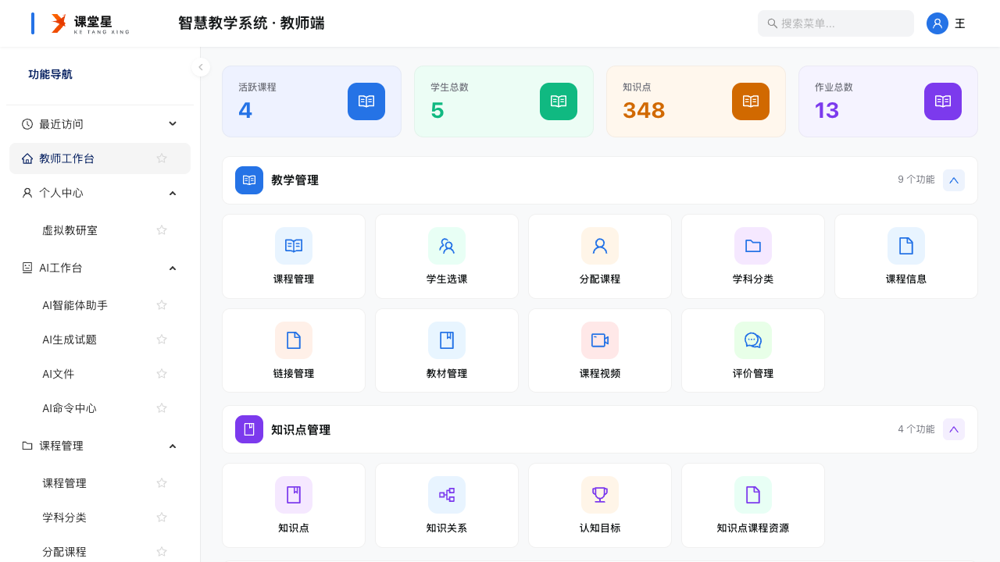 课堂星
KE TANG XING
智慧教学系统 · 教师端
搜索菜单...
王
功能导航
最近访问
教师工作台
个人中心
虚拟教研室
AI工作台
AI智能体助手
AI生成试题
AI文件
AI命令中心
课程管理
课程管理
学科分类
分配课程
活跃课程
4
学生总数
5
知识点
348
作业总数
13
教学管理
9 个功能
课程管理
学生选课
分配课程
学科分类
课程信息
链接管理
教材管理
课程视频
评价管理
知识点管理
4 个功能
知识点
知识关系
认知目标
知识点课程资源